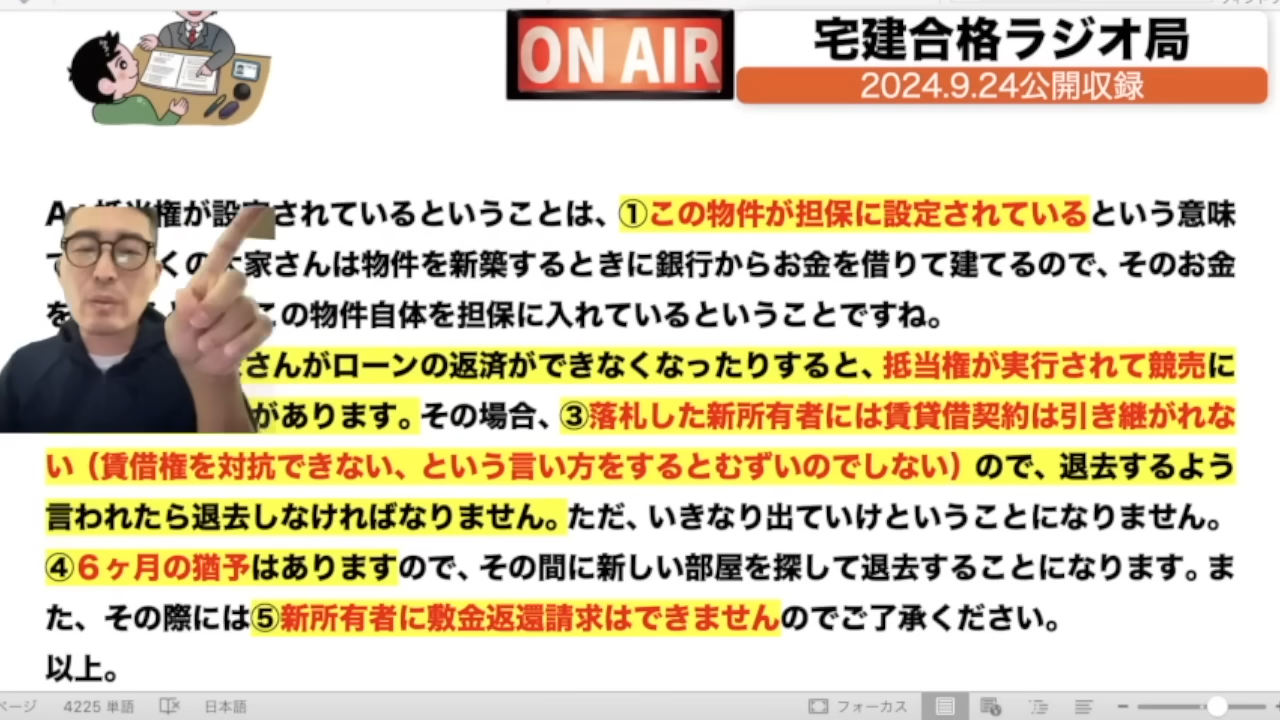 ON AIR
宅建合格ラジオ局
2024.9.24公開収録
権が設定されているということは、①この物件が担保に設定されているという意味
くの大家さんは物件を新築するときに銀行からお金を借りて建てるので、そのお金
を この物件自体を担保に入れているということですね。
さんがローンの返済ができなくなったりすると、抵当権が実行されて競売に
があります。その場合、③落札した新所有者には賃貸借契約は引き継がれな
い（賃借権を対抗できない、という言い方をするとむずいのでしない）ので、退去するよう
言われたら退去しなければなりません。ただ、いきなり出ていけということになりません。
④６ヶ月の猶予はありますので、その間に新しい部屋を探して退去することになります。ま
た、その際には⑤新所有者に敷金返還請求はできませんのでご了承ください。
以上。
ページ 4225 単語 日本語 フォーカス